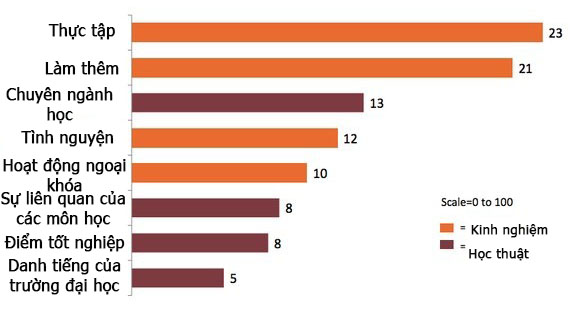 Thực tập
23
Làm thêm
21
Chuyên ngành
học
13
Tình nguyện
12
Hoạt động ngoại
khóa
10
Sự liên quan của
các môn học
8
Điểm tốt nghiệp
8
Danh tiếng của
trường đại học
5
Scale=0 to 100
= Kinh nghiệm
= Học thuật